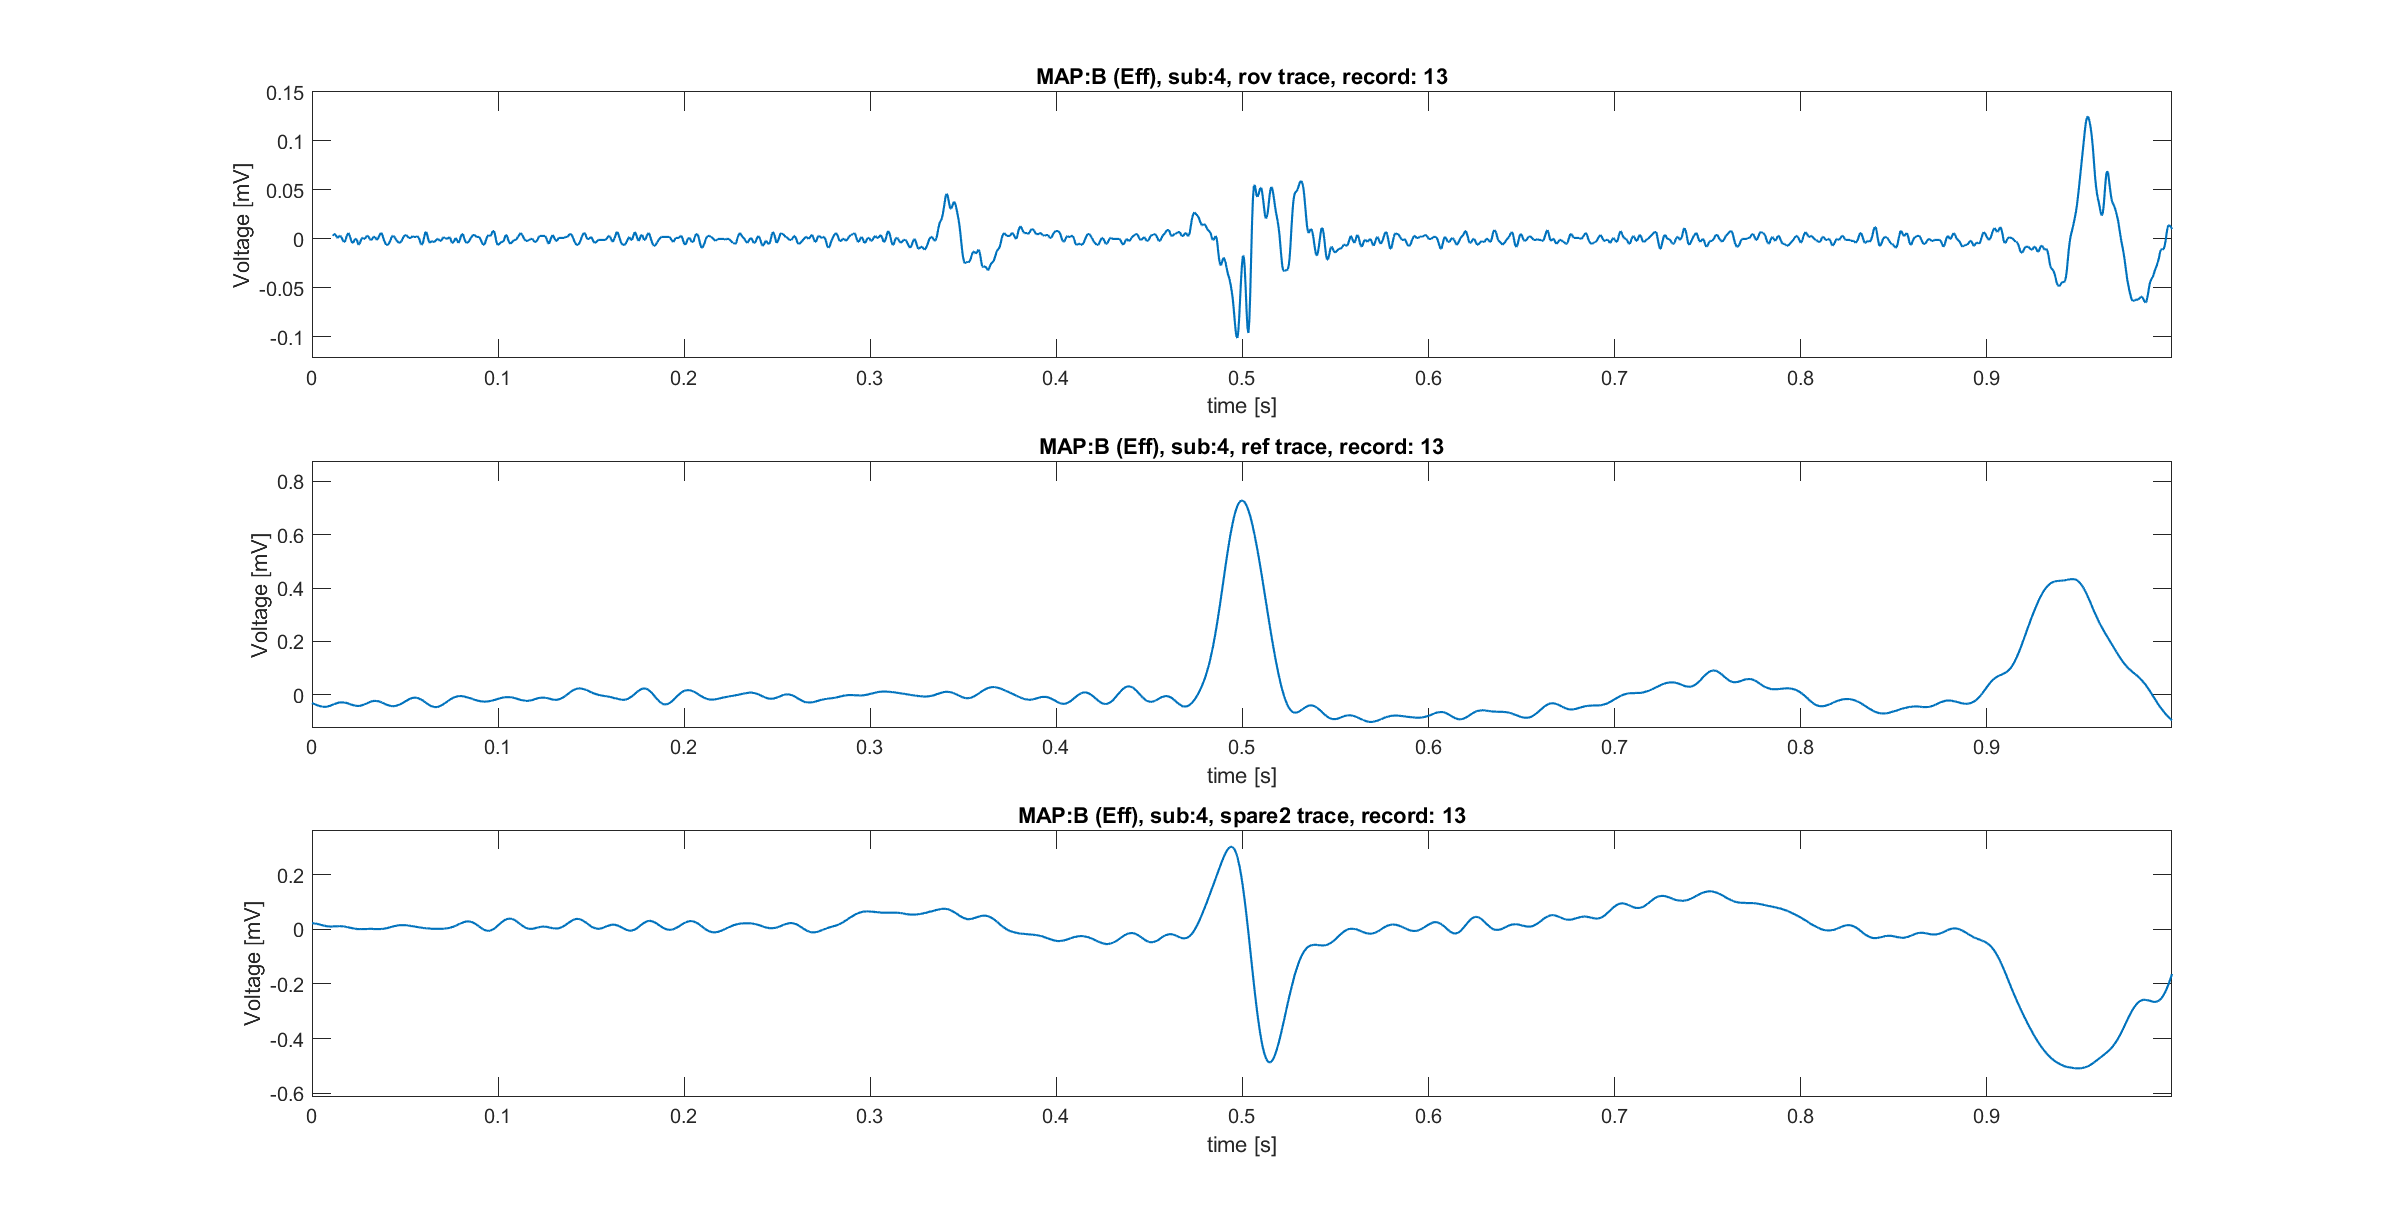 MAP:B (Eff), sub:4, rov trace, record: 13
0.15
0.1
0.05
0
-0.05
-0.1
Voltage [mV]
0 0.1 0.2 0.3 0.4 0.5 0.6 0.7 0.8 0.9
time [s]
MAP:B (Eff), sub:4, ref trace, record: 13
0.8
0.6
0.4
0.2
0
Voltage [mV]
0 0.1 0.2 0.3 0.4 0.5 0.6 0.7 0.8 0.9
time [s]
MAP:B (Eff), sub:4, spare2 trace, record: 13
0.2
0
-0.2
-0.4
-0.6
Voltage [mV]
0 0.1 0.2 0.3 0.4 0.5 0.6 0.7 0.8 0.9
time [s]